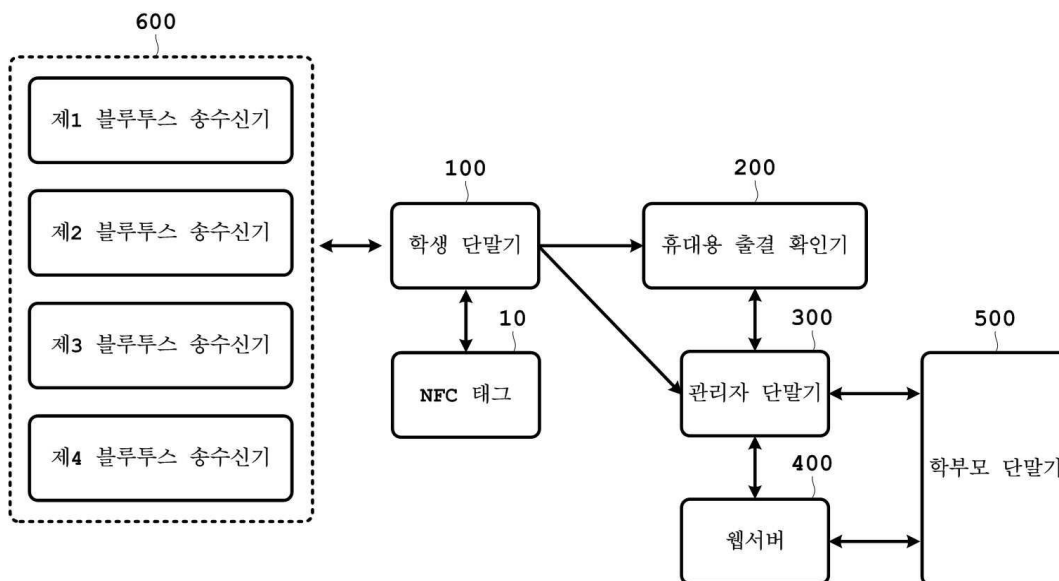 600
제1 블루투스 송수신기
제2 블루투스 송수신기
제3 블루투스 송수신기
제4 블루투스 송수신기
100
학생 단말기
10
NFC 태그
200
휴대용 출결 확인기
300
관리자 단말기
400
웹서버
500
학부모 단말기